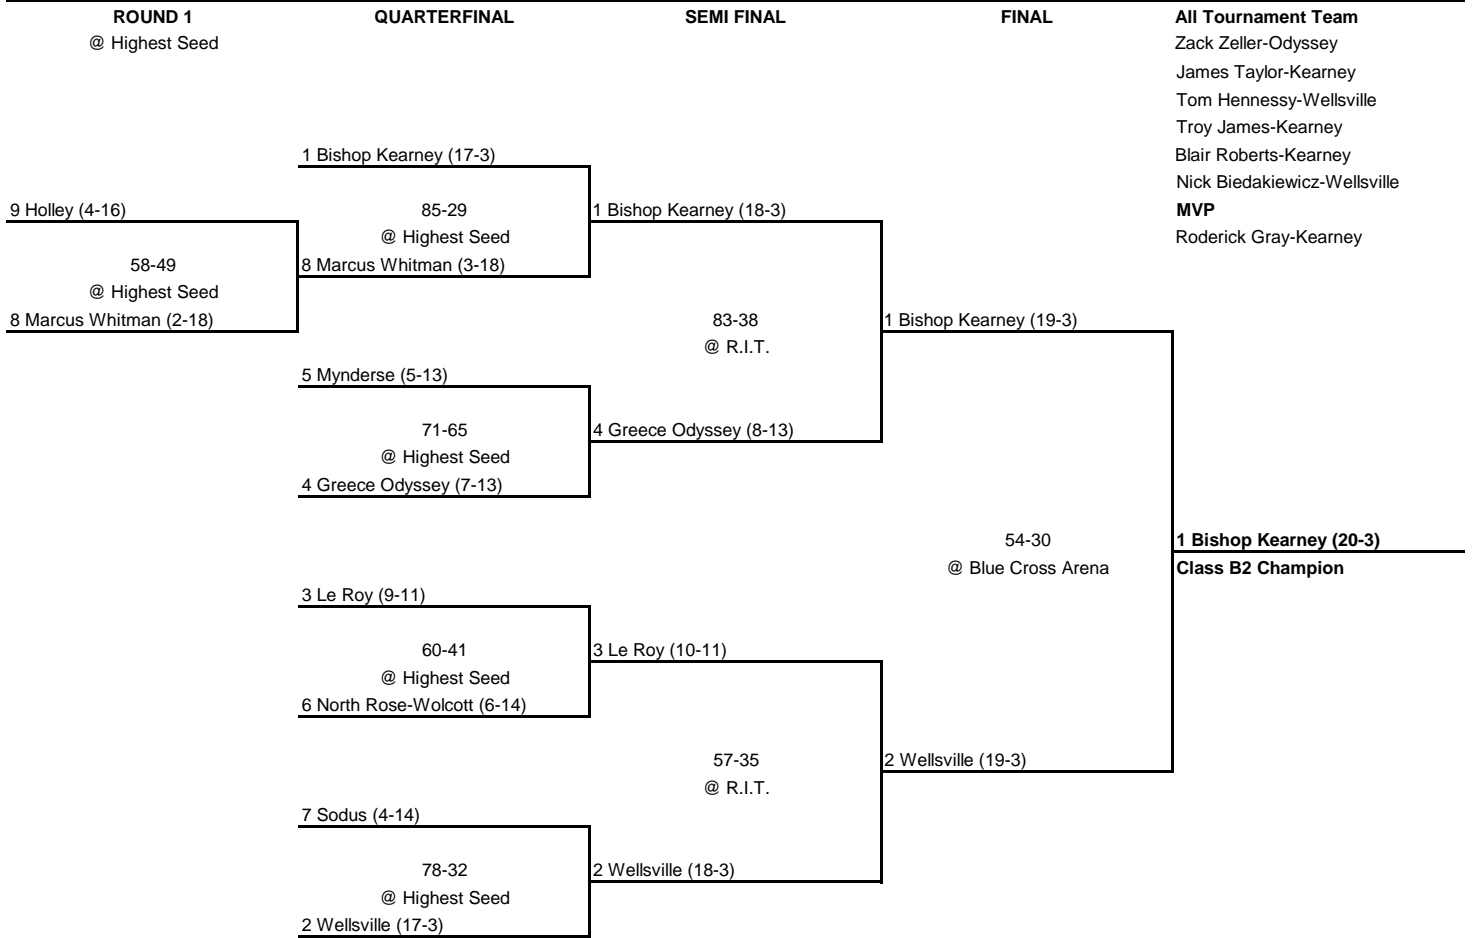 ROUND 1 QUARTERFINAL SEMI FINAL FINAL All Tournament Team
@ Highest Seed Zack Zeller-Odyssey
James Taylor-Kearney
Tom Hennessy-Wellsville
Troy James-Kearney
1 Bishop Kearney (17-3) Blair Roberts-Kearney
Nick Biedakiewicz-Wellsville
9 Holley (4-16) 85-29 1 Bishop Kearney (18-3) MVP
@ Highest Seed Roderick Gray-Kearney
58-49 8 Marcus Whitman (3-18)
@ Highest Seed
8 Marcus Whitman (2-18) 83-38 1 Bishop Kearney (19-3)
@ R.I.T.
5 Mynderse (5-13)
71-65 4 Greece Odyssey (8-13)
@ Highest Seed
4 Greece Odyssey (7-13)
54-30 1 Bishop Kearney (20-3)
@ Blue Cross Arena Class B2 Champion
3 Le Roy (9-11)
60-41 3 Le Roy (10-11)
@ Highest Seed
6 North Rose-Wolcott (6-14)
57-35 2 Wellsville (19-3)
@ R.I.T.
7 Sodus (4-14)
78-32 2 Wellsville (18-3)
@ Highest Seed
2 Wellsville (17-3)